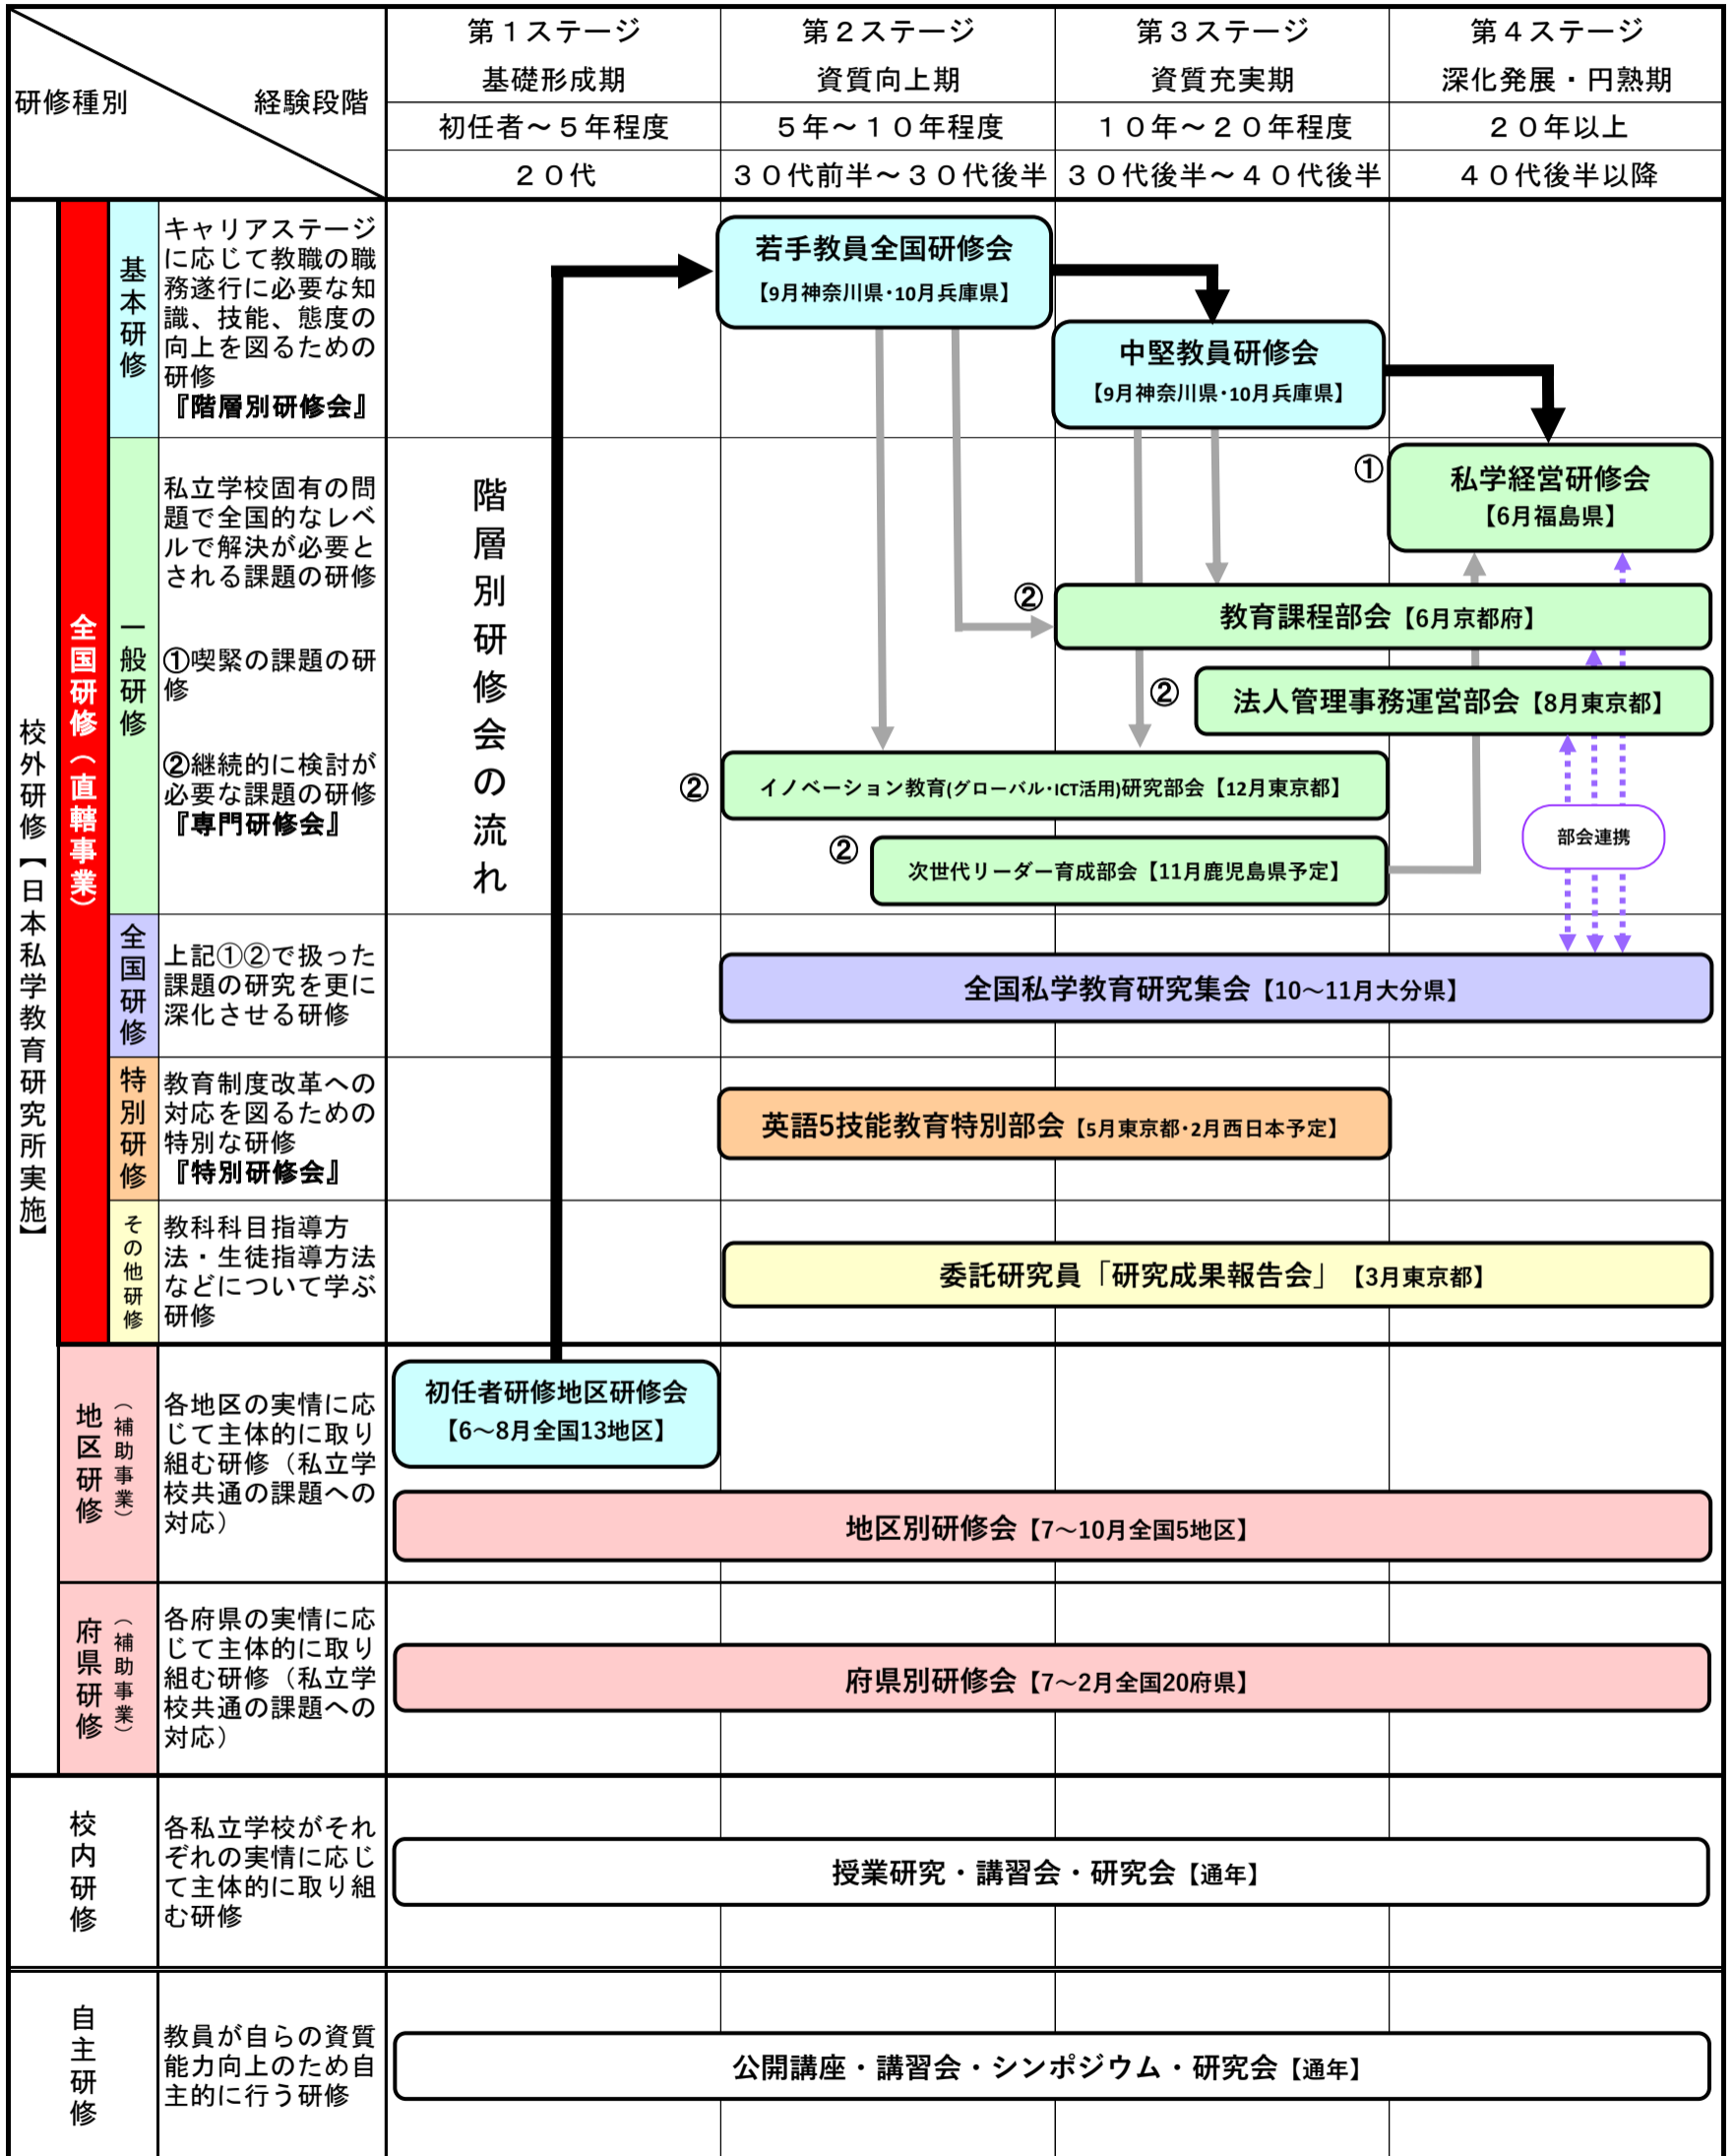 研修種別
経験段階
第１ステージ
基礎形成期
初任者～５年程度
２０代
第２ステージ
資質向上期
５年～１０年程度
３０代前半～３０代後半
第３ステージ
資質充実期
１０年～２０年程度
３０代後半～４０代後半
第４ステージ
深化発展・円熟期
２０年以上
４０代後半以降
校外研修【日本私学教育研究所実施】
全国研修（直轄事業）
基本研修
キャリアステージ
に応じて教職の職
務遂行に必要な知
識、技能、態度の
向上を図るための
研修
『階層別研修会』
若手教員全国研修会
【9月神奈川県・10月兵庫県】
中堅教員研修会
【9月神奈川県・10月兵庫県】
一般研修
私立学校固有の問
題で全国的なレベ
ルで解決が必要と
される課題の研修
①喫緊の課題の研
修
②継続的に検討が
必要な課題の研修
『専門研修会』
階層別研修会の流れ
①
私学経営研修会
【6月福島県】
②
教育課程部会【6月京都府】
②
法人管理事務運営部会【8月東京都】
②
イノベーション教育(グローバル・ICT活用)研究部会【12月東京都】
②
次世代リーダー育成部会【11月鹿児島県予定】
部会連携
全国研修
上記①②で扱った
課題の研究を更に
深化させる研修
全国私学教育研究集会【10～11月大分県】
特別研修
教育制度改革への
対応を図るための
特別な研修
『特別研修会』
英語5技能教育特別部会【5月東京都・2月西日本予定】
その他研修
教科科目指導方
法・生徒指導方法
などについて学ぶ
研修
委託研究員「研究成果報告会」【3月東京都】
地区研修
（補助事業）
各地区の実情に応
じて主体的に取り
組む研修（私立学
校共通の課題への
対応）
初任者研修地区研修会
【6～8月全国13地区】
地区別研修会【7～10月全国5地区】
府県研修
（補助事業）
各府県の実情に応
じて主体的に取り
組む研修（私立学
校共通の課題への
対応）
府県別研修会【7～2月全国20府県】
校内研修
各私立学校がそれ
ぞれの実情に応じ
て主体的に取り組
む研修
授業研究・講習会・研究会【通年】
自主研修
教員が自らの資質
能力向上のため自
主的に行う研修
公開講座・講習会・シンポジウム・研究会【通年】